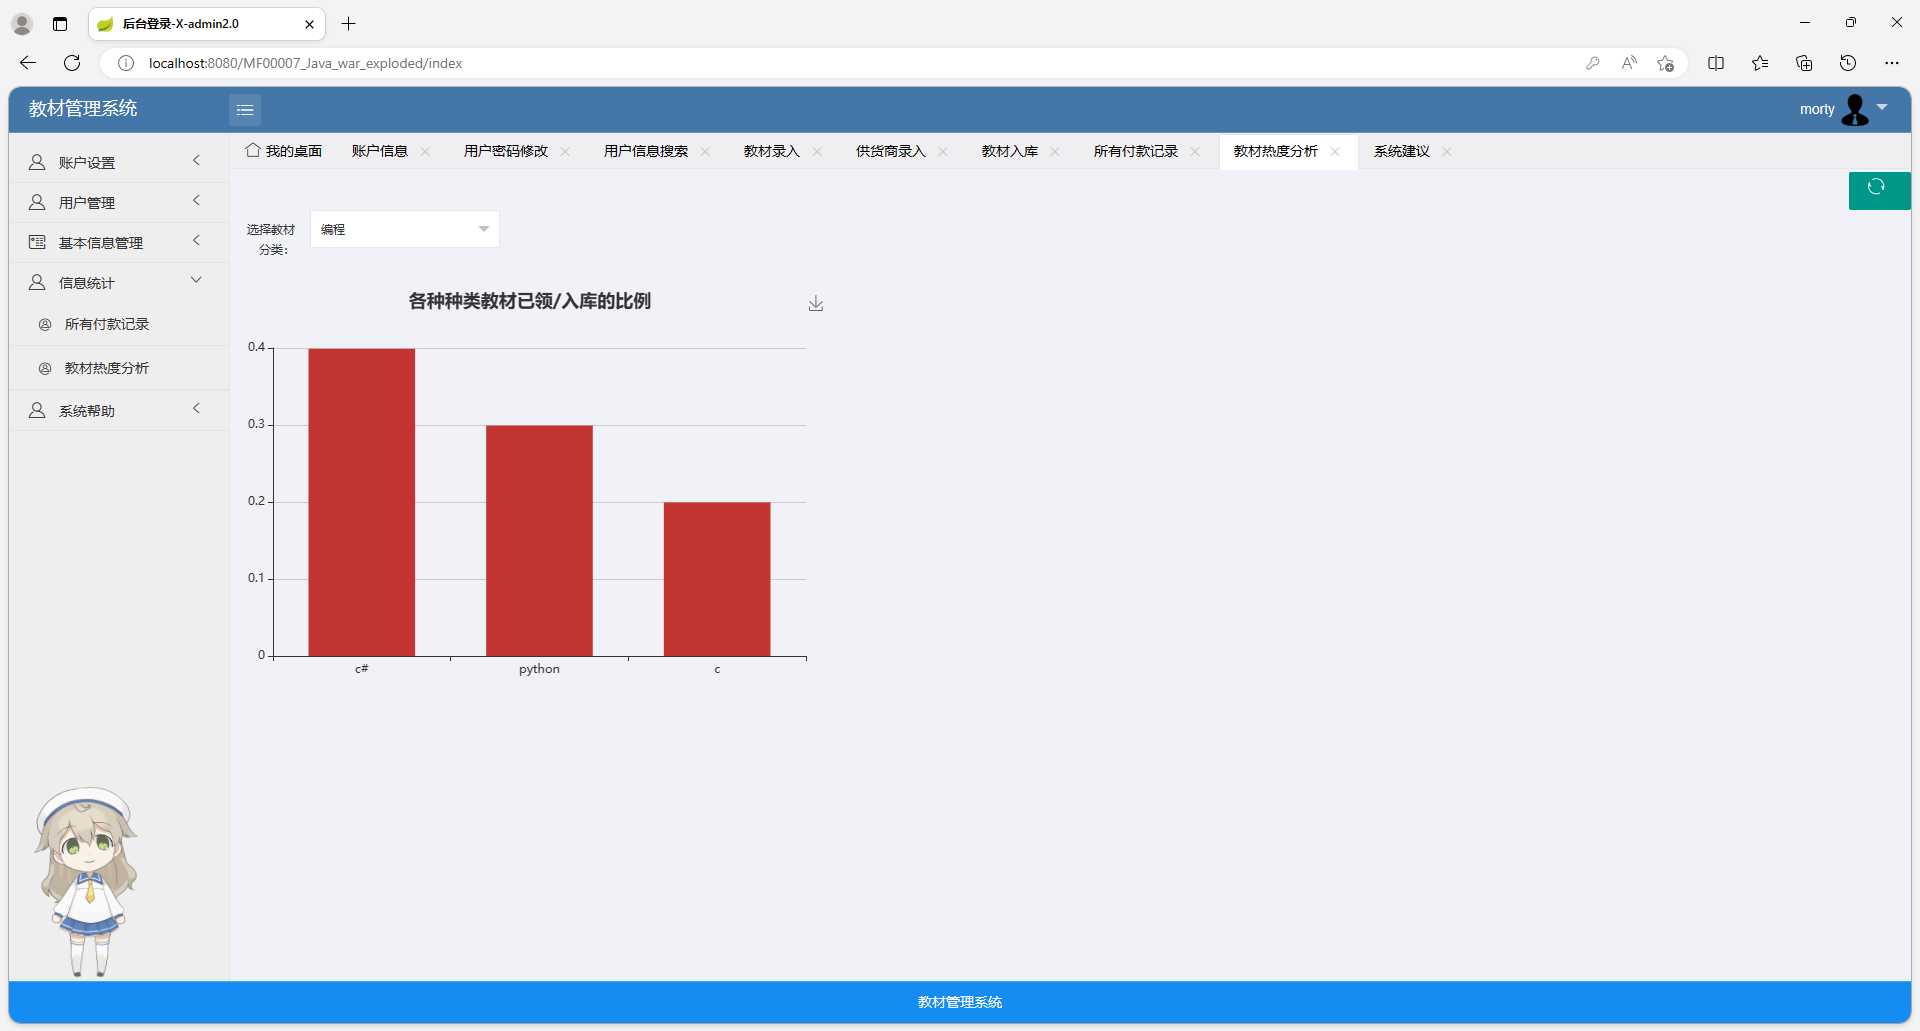 后台登录-X-admin2.0
localhost:8080/MF00007_Java_war_exploded/index
教材管理系统
morty
账户设置
用户管理
基本信息管理
信息统计
所有付款记录
教材热度分析
系统帮助
我的桌面 账户信息 用户密码修改 用户信息搜索 教材录入 供货商录入 教材入库 所有付款记录 教材热度分析 系统建议
选择教材
分类：
编程
各种种类教材已领/入库的比例
0.4
0.3
0.2
0.1
0
c# python c
教材管理系统